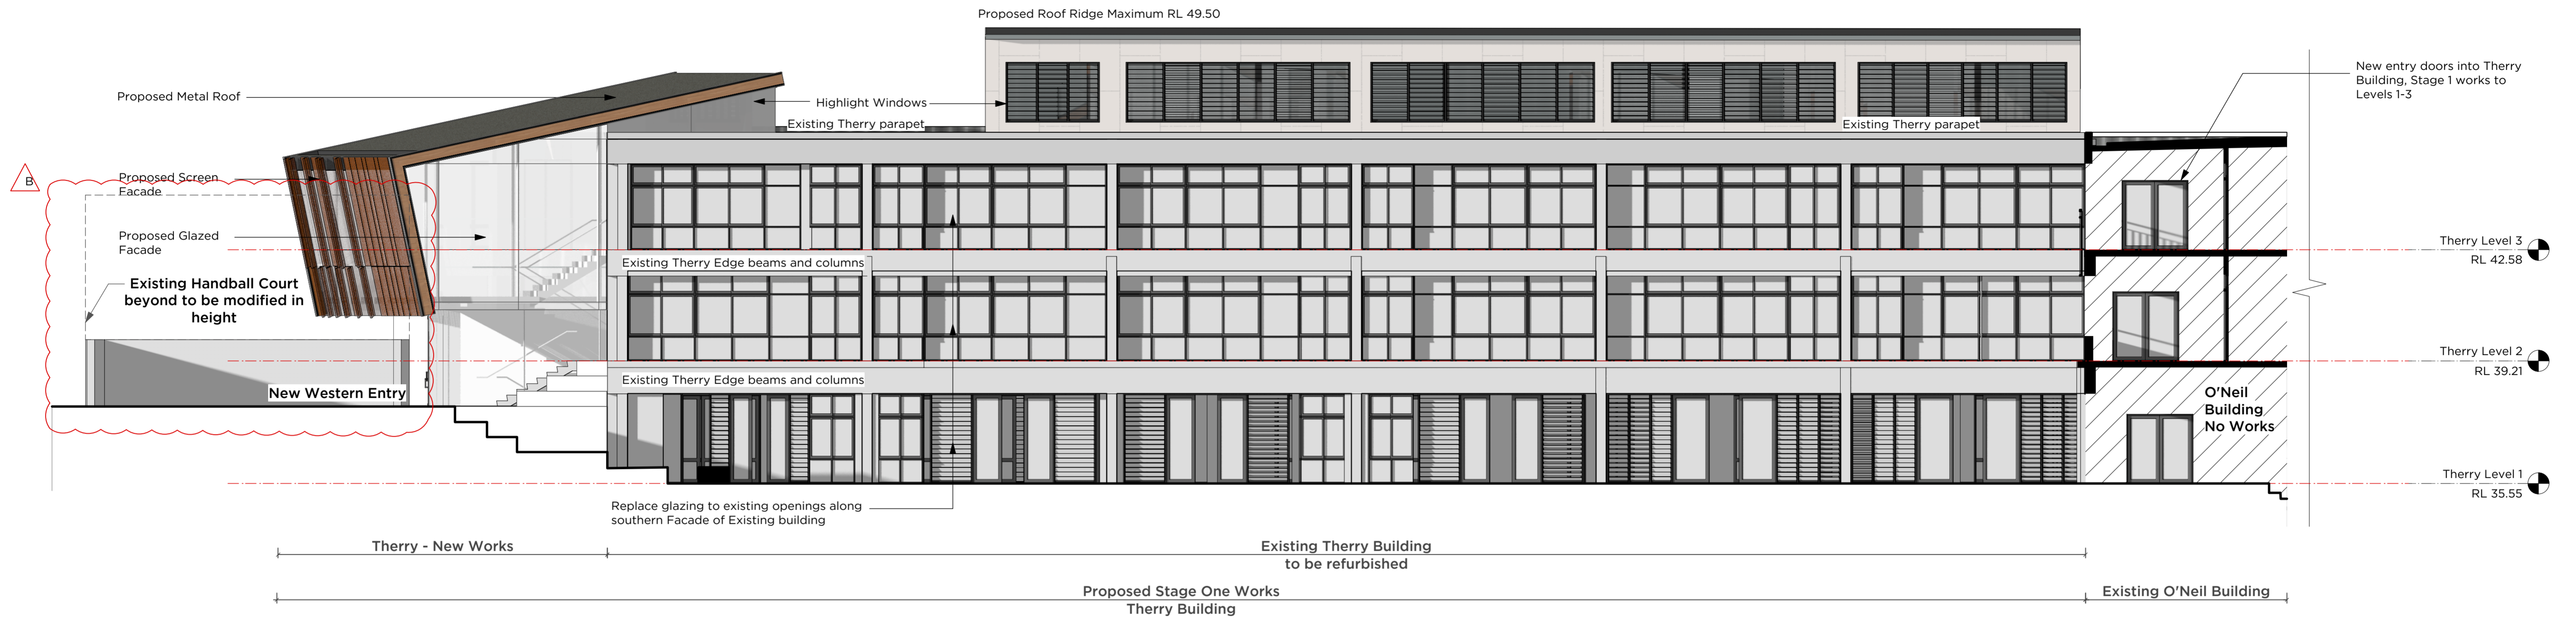 Proposed Roof Ridge Maximum RL 49.50
Proposed Metal Roof
Highlight Windows
Existing Therry parapet
Existing Therry parapet
New entry doors into Therry
Building, Stage 1 works to
Levels 1-3
B
Proposed Screen
Facade
Proposed Glazed
Facade
Existing Handball Court
beyond to be modified in
height
New Western Entry
Existing Therry Edge beams and columns
Existing Therry Edge beams and columns
Therry Level 3
RL 42.58
Therry Level 2
RL 39.21
O'Neil
Building
No Works
Therry Level 1
RL 35.55
Replace glazing to existing openings along
southern Facade of Existing building
Therry - New Works
Existing Therry Building
to be refurbished
Proposed Stage One Works
Therry Building
Existing O'Neil Building